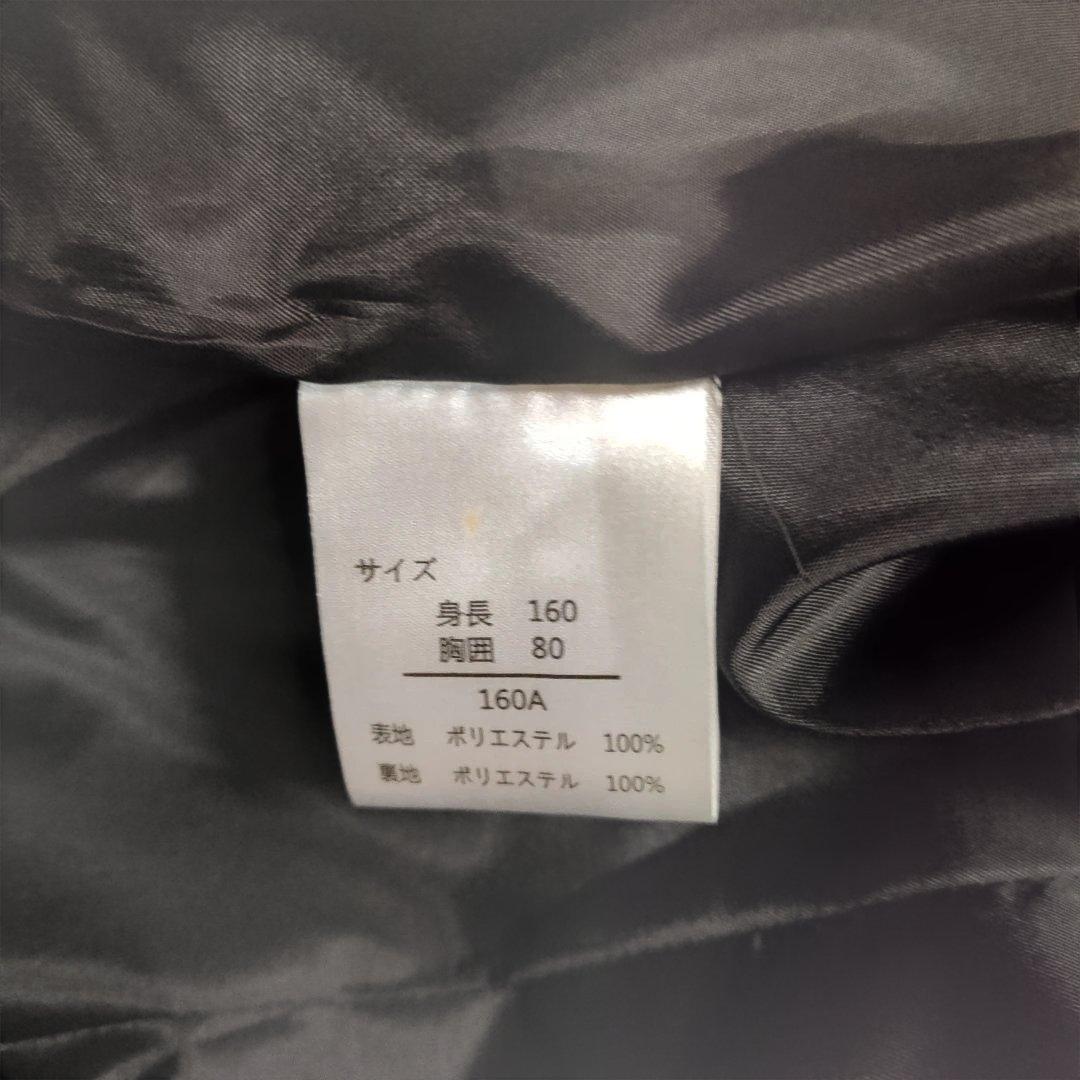 サイズ
身長 160
胸囲 80
160A
表地 ポリエステル 100%
裏地 ポリエステル 100%